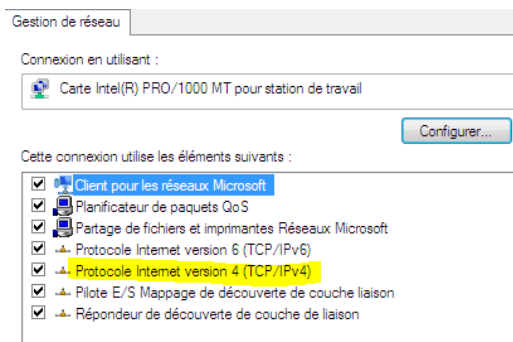 Gestion de réseau
Connexion en utilisant :
Carte Intel(R) PRO/1000 MT pour station de travail
Configurer...
Cette connexion utilise les éléments suivants :
Client pour les réseaux Microsoft
Planificateur de paquets QoS
Partage de fichiers et imprimantes Réseaux Microsoft
Protocole Internet version 6 (TCP/IPv6)
Protocole Internet version 4 (TCP/IPv4)
Pilote E/S Mappage de découverte de couche liaison
Répondeur de découverte de couche de liaison